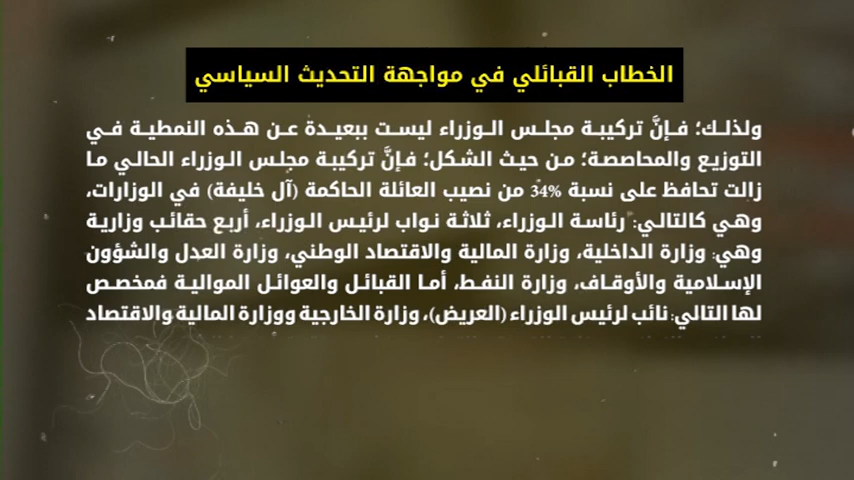 الخطاب القبائلي في مواجهة التحديث السياسي
ولذلك؛ فإنَّ تركيبة مجلس الوزراء ليست ببعيدة عن هذه النمطية في
التوزيع والمحاصصة؛ من حيث الشكل؛ فإنَّ تركيبة مجلس الوزراء الحالي ما
زالت تحافظ على نسبة 34% من نصيب العائلة الحاكمة (آل خليفة) في الوزارات،
وهي كالتالي: رئاسة الوزراء، ثلاثة نواب لرئيس الوزراء، أربع حقائب وزارية
وهي: وزارة الداخلية، وزارة المالية والاقتصاد الوطني، وزارة العدل والشؤون
الإسلامية والأوقاف، وزارة النفط، أما القبائل والعوائل الموالية فمخصص
لها التالي: نائب لرئيس الوزراء (العريض)، وزارة الخارجية ووزارة المالية والاقتصاد